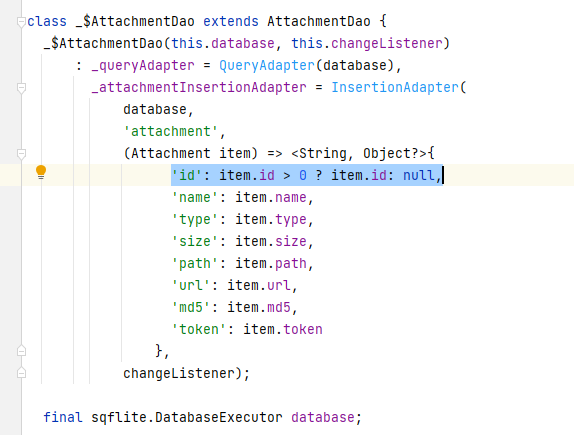 class _$AttachmentDao extends AttachmentDao {
  _$AttachmentDao(this.database, this.changeListener)
      : _queryAdapter = QueryAdapter(database),
        _attachmentInsertionAdapter = InsertionAdapter(
            database,
            'attachment',
            (Attachment item) => <String, Object?>{
                  'id': item.id > 0 ? item.id: null,
                  'name': item.name,
                  'type': item.type,
                  'size': item.size,
                  'path': item.path,
                  'url': item.url,
                  'md5': item.md5,
                  'token': item.token
                },
            changeListener);
  final sqflite.DatabaseExecutor database;